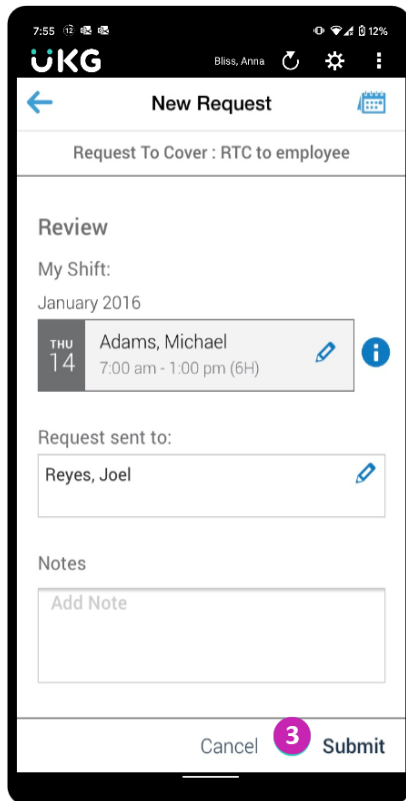 7:55 12 12%
UKG Bliss, Anna
New Request
Request To Cover : RTC to employee
Review
My Shift:
January 2016
THU
14
Adams, Michael
7:00 am - 1:00 pm (6H)
Request sent to:
Reyes, Joel
Notes
Add Note
Cancel 3 Submit